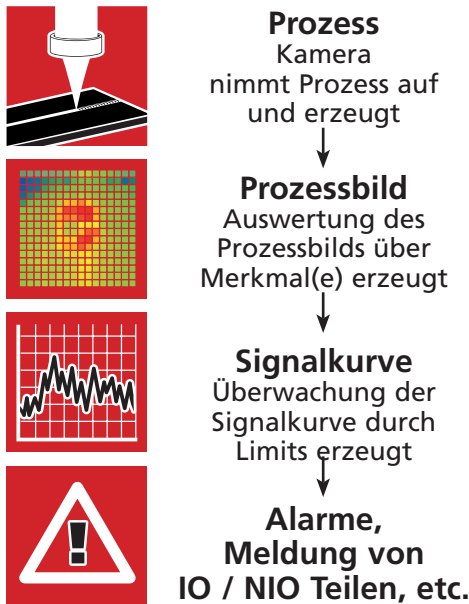 Prozess
Kamera
nimmt Prozess auf
und erzeugt
Prozessbild
Auswertung des
Prozessbilds über
Merkmal(e) erzeugt
Signalkurve
Überwachung der
Signalkurve durch
Limits erzeugt
Alarme,
Meldung von
IO / NIO Teilen, etc.